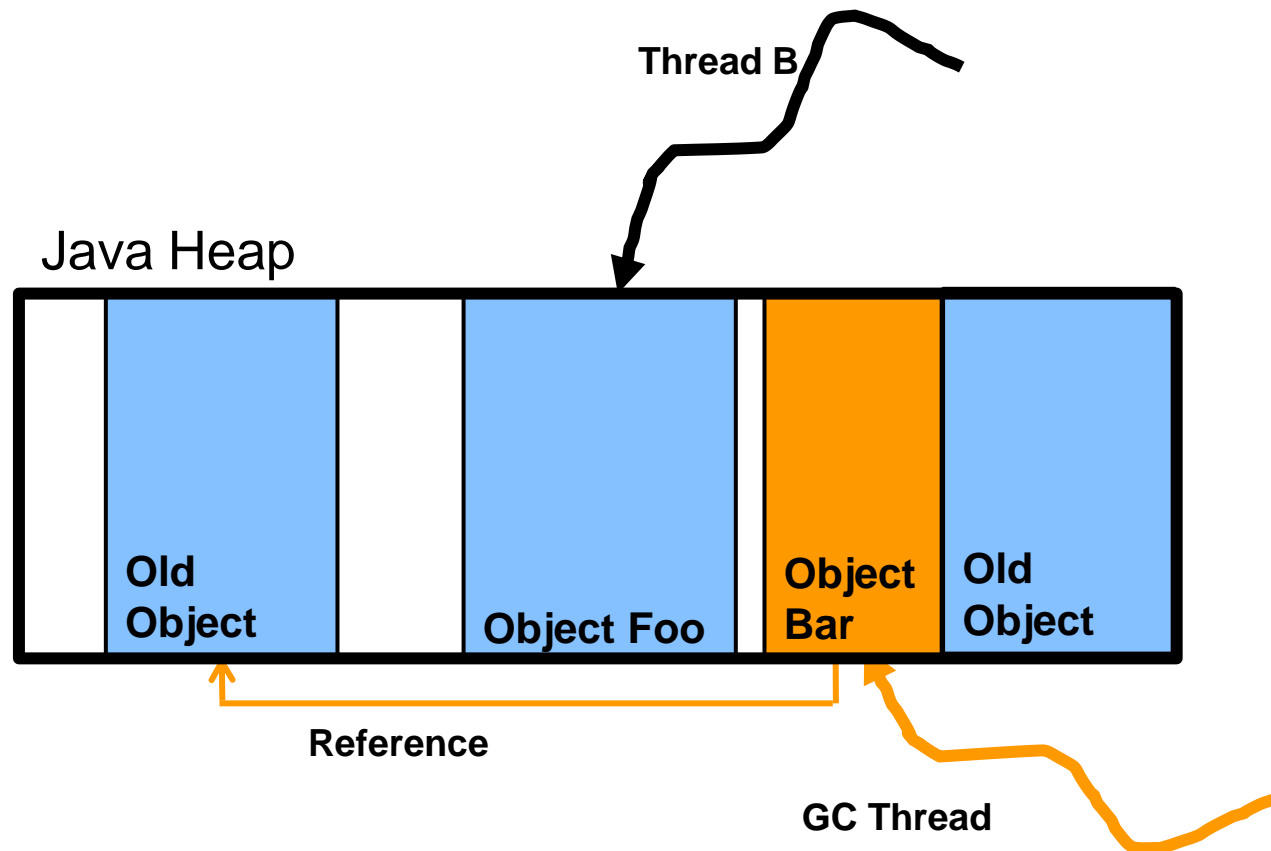 Thread B
Java Heap
Old
Object
Object Foo
Object
Bar
Old
Object
Reference
GC Thread